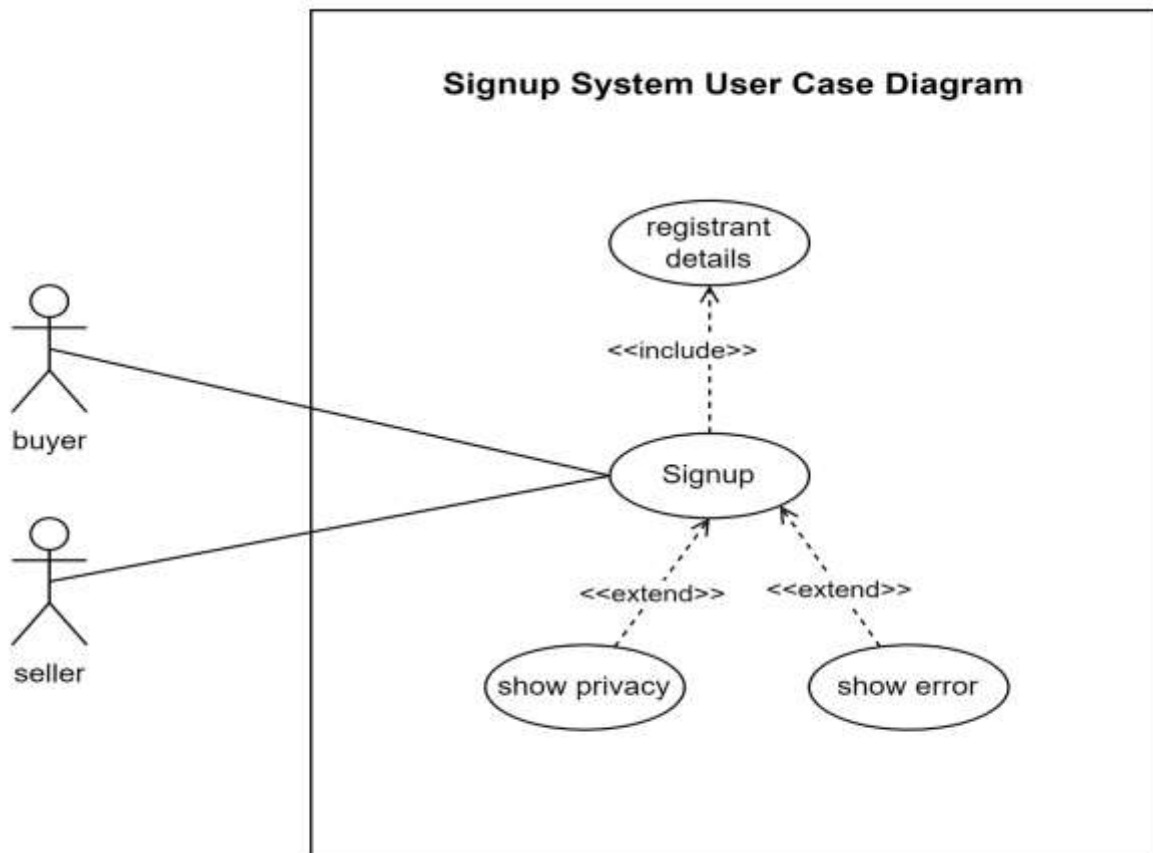 Signup System User Case Diagram
registrant
details
<<include>>
buyer
Signup
<<extend>>
<<extend>>
seller
show privacy
show error